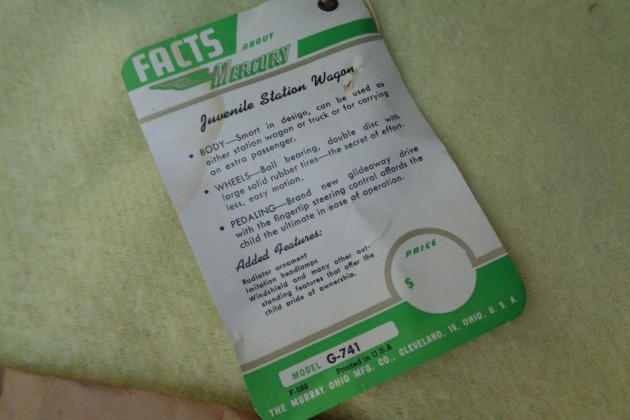 FACTS ABOUT
MERCURY
Juvenile Station Wagon
• BODY—Smart in design, can be used as
either station wagon or truck or for carrying
an extra passenger.
• WHEELS—Ball bearing, double disc with
large solid rubber tires—the secret of effort-
less, easy motion.
• PEDALING—Brand new glideaway drive
with the fingertip steering control affords the
child the ultimate in ease of operation.
Added Features:
Radiator ornament
Imitation headlamps
Windshield and many other out-
standing features that offer the
child pride of ownership.
PRICE
$
MODEL G-741
F-588 Printed in U.S.A
THE MURRAY OHIO MFG. CO., CLEVELAND, 10, OHIO, U. S. A.